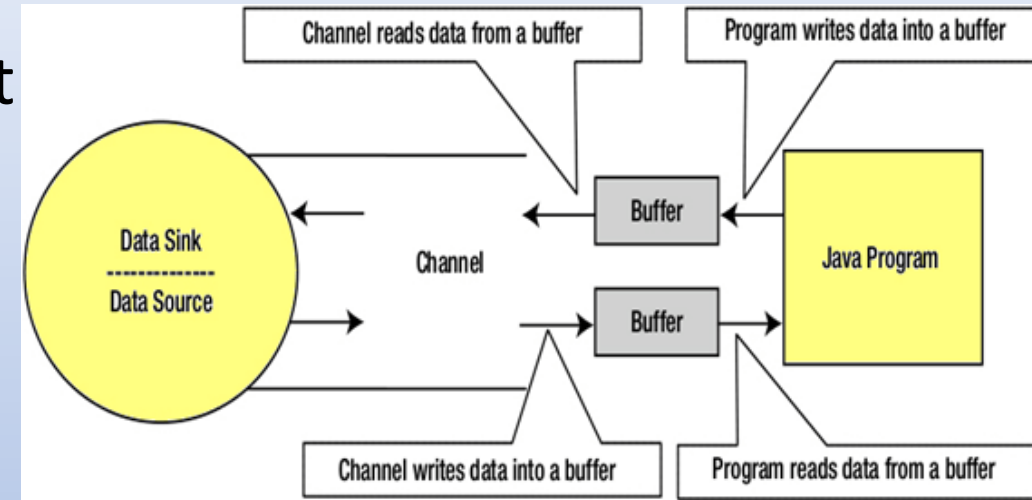 Channel reads data from a buffer
Program writes data into a buffer
t
Data Sink
Data Source
Channel
Buffer
Buffer
Java Program
Channel writes data into a buffer
Program reads data from a buffer